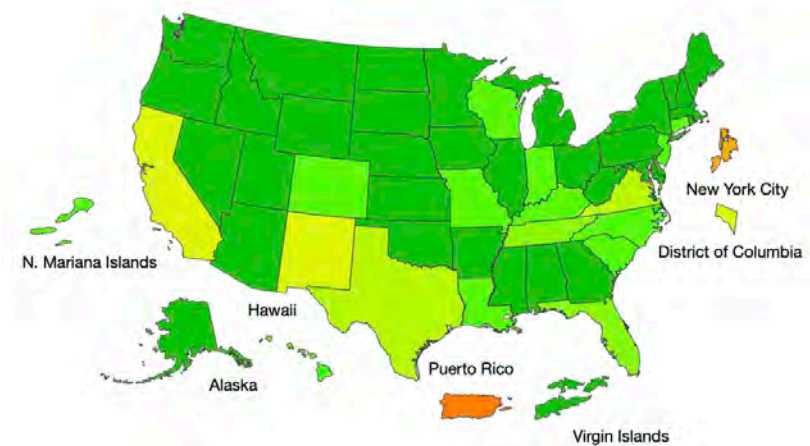 New York City
District of Columbia
N. Mariana Islands
Hawaii
Puerto Rico
Alaska
Virgin Islands